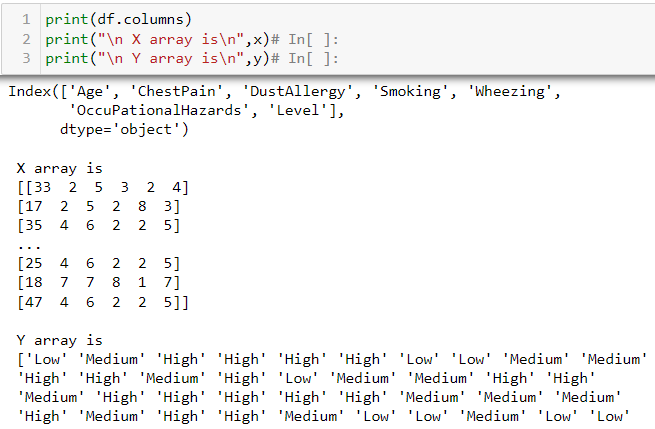 1 print(df.columns)
2 print("\n X array is\n",x)# In[ ]:
3 print("\n Y array is\n",y)# In[ ]:
Index(['Age', 'ChestPain', 'DustAllergy', 'Smoking', 'Wheezing',
'OccuPationalHazards', 'Level'],
dtype='object')
X array is
[[33 2 5 3 2 4]
[17 2 5 2 8 3]
[35 4 6 2 2 5]
...
[25 4 6 2 2 5]
[18 7 7 8 1 7]
[47 4 6 2 2 5]]
Y array is
['Low' 'Medium' 'High' 'High' 'High' 'High' 'Low' 'Low' 'Medium' 'Medium'
'High' 'High' 'Medium' 'High' 'Low' 'Medium' 'Medium' 'High' 'High'
'Medium' 'High' 'High' 'High' 'High' 'High' 'Medium' 'Medium' 'Medium'
'High' 'Medium' 'High' 'High' 'Medium' 'Low' 'Low' 'Medium' 'Low' 'Low'